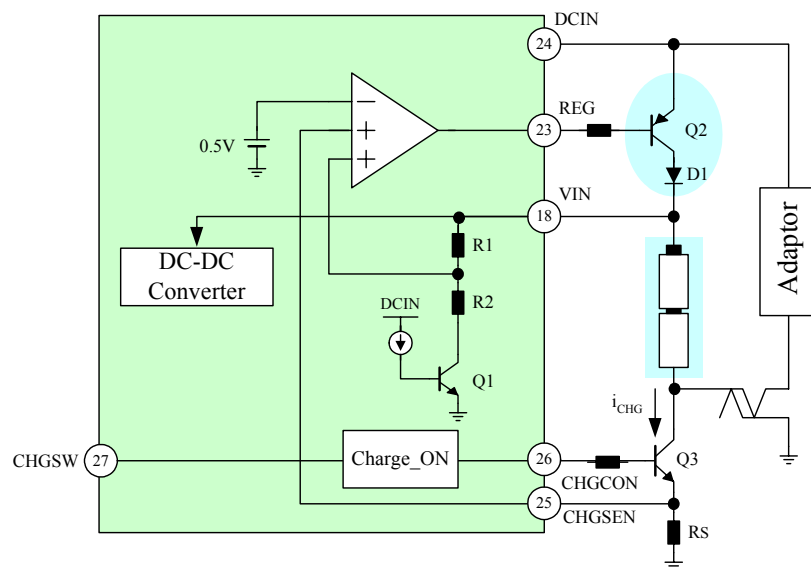 DCIN
24
REG
23
Q2
0.5V
D1
VIN
18
R1
DC-DC
Converter
R2
DCIN
Q1
Adaptor
iCHG
CHGSW
27
Charge_ON
26
CHGCON
Q3
25
CHGSEN
RS